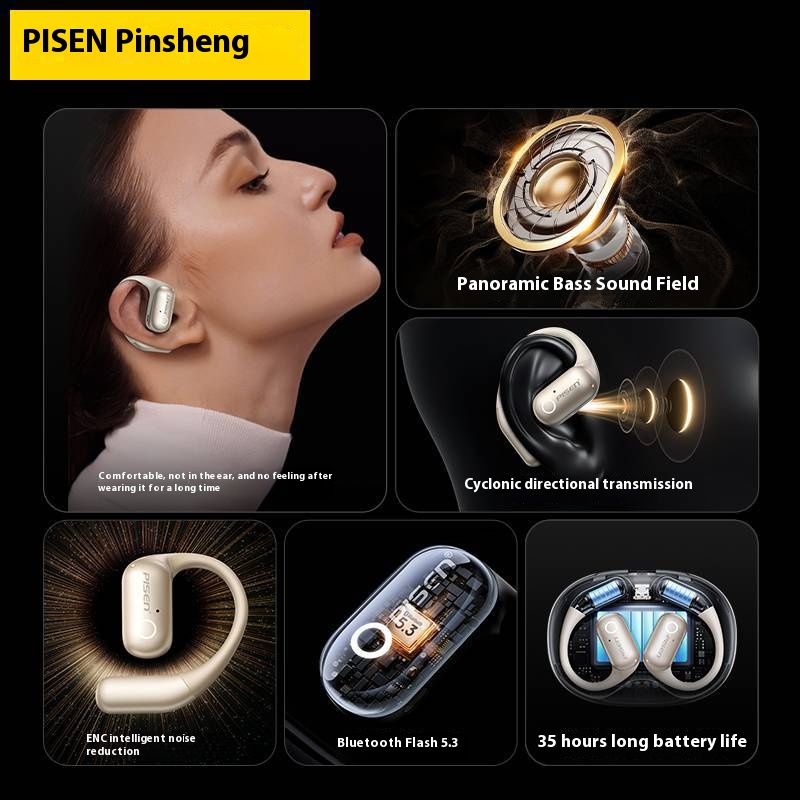 PISEN Pinsheng
Panoramic Bass Sound Field
Comfortable, not in the ear, and no feeling after
wearing it for a long time
PISEN
Cyclonic directional transmission
PISEN
ENC intelligent noise
reduction
PISEN®
5.3
Bluetooth Flash 5.3
PISEN
PISEN
35 hours long battery life